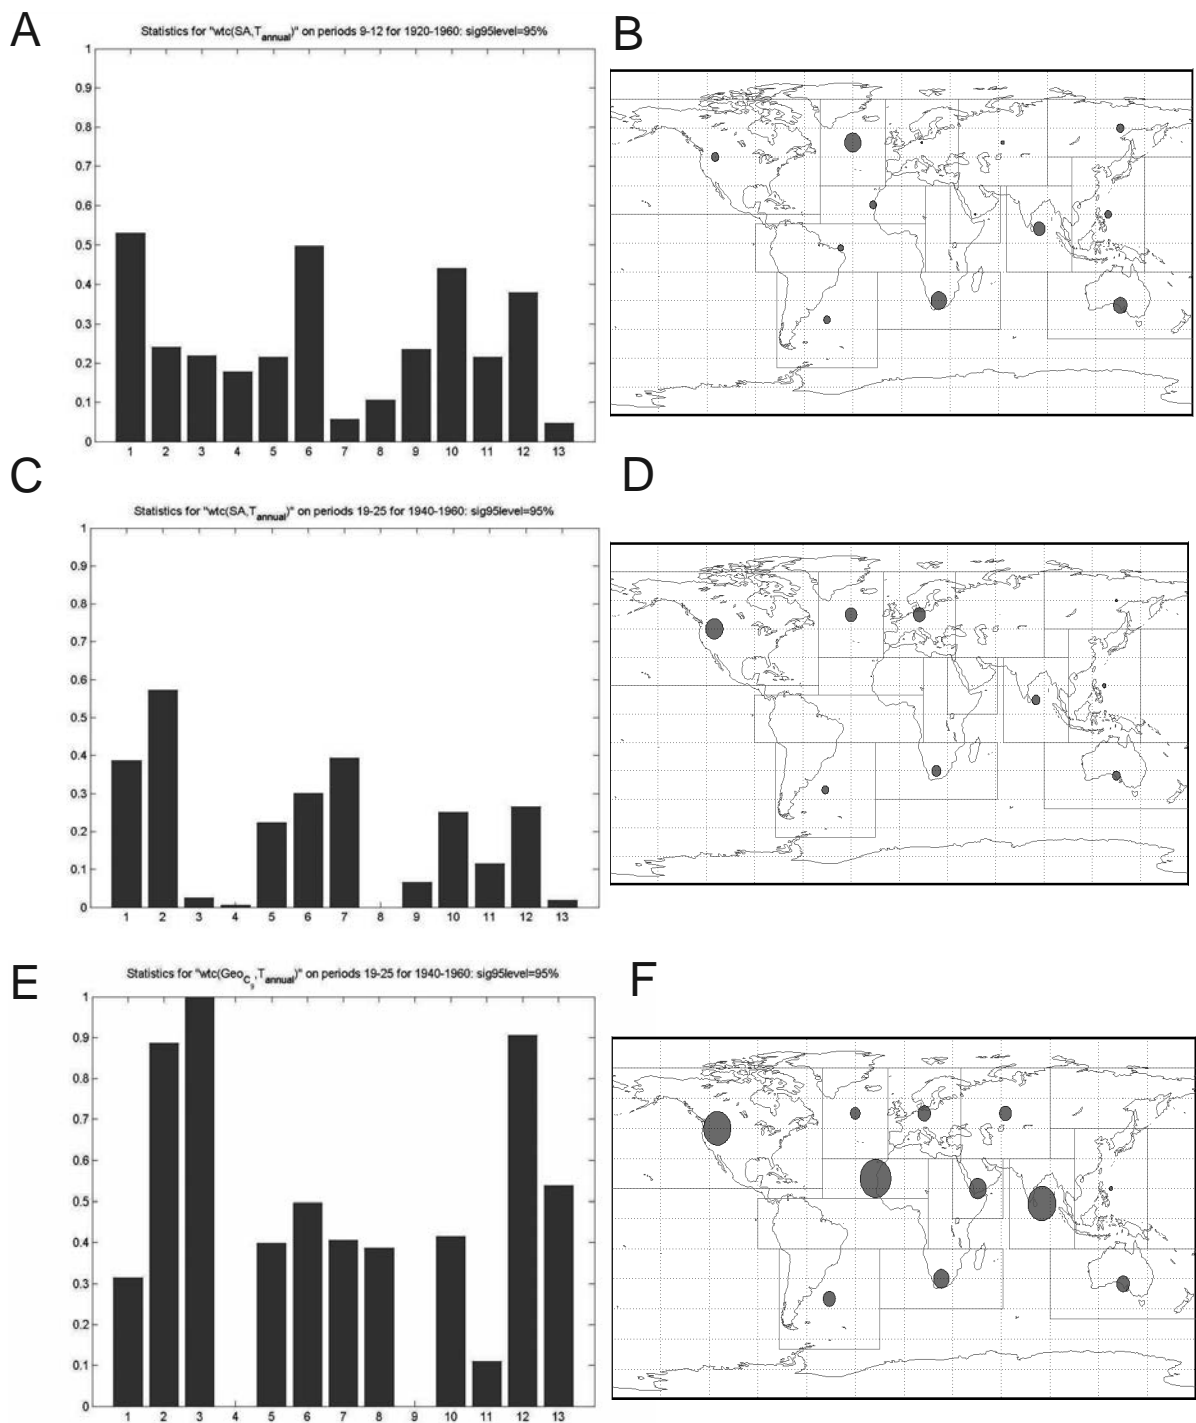 A
Statistics for "wtc(SA,T_annual)" on periods 9-12 for 1920-1960: sig95level=95%
B
1
0.9
0.8
0.7
0.6
0.5
0.4
0.3
0.2
0.1
0
1 2 3 4 5 6 7 8 9 10 11 12 13
C
Statistics for "wtc(SA,T_annual)" on periods 19-25 for 1940-1960: sig95level=95%
D
1
0.9
0.8
0.7
0.6
0.5
0.4
0.3
0.2
0.1
0
1 2 3 4 5 6 7 8 9 10 11 12 13
E
Statistics for "wtc(Geo_C9,T_annual)" on periods 19-25 for 1940-1960: sig95level=95%
F
1
0.9
0.8
0.7
0.6
0.5
0.4
0.3
0.2
0.1
0
1 2 3 4 5 6 7 8 9 10 11 12 13